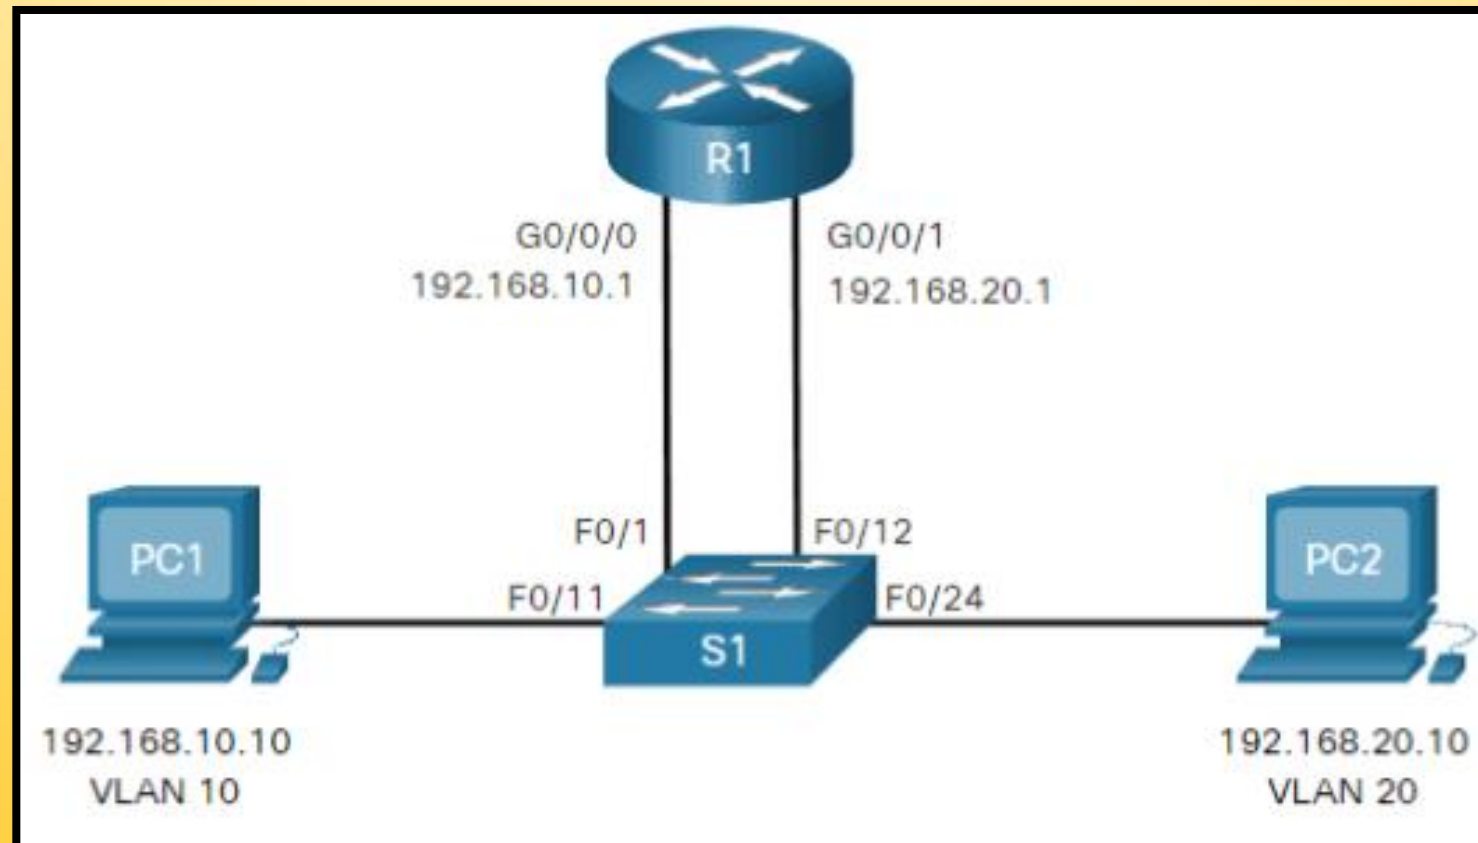 R1
G0/0/0
192.168.10.1
G0/0/1
192.168.20.1
F0/1
F0/12
PC1
F0/11
S1
F0/24
PC2
192.168.10.10
VLAN 10
192.168.20.10
VLAN 20